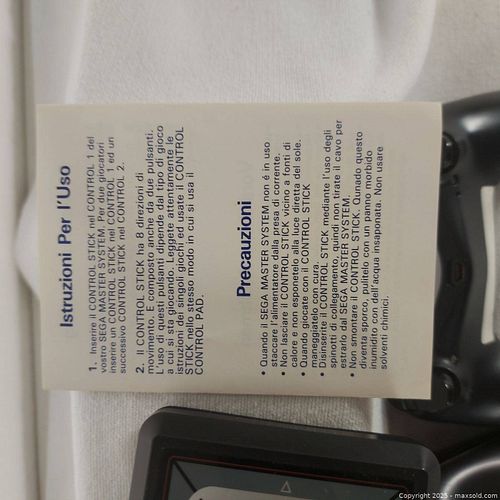 Istruzioni Per l'Uso
1. Inserire il CONTROL STICK nel CONTROL 1 del
vostro SEGA MASTER SYSTEM. Per due giocatori
inserire un CONTROL STICK nel CONTROL 1 ed un
successivo CONTROL STICK nel CONTROL 2.
2. Il CONTROL STICK ha 8 direzioni di
movimento. E composto anche da due pulsanti.
L'uso di questi pulsanti dipende dal tipo di gioco
a cui si sta giocando. Leggete attentamente le
istruzioni dei singoli giochi ed usate il CONTROL
STICK nello stesso modo in cui si usa il
CONTROL PAD.
Precauzioni
• Quando il SEGA MASTER SYSTEM non é in uso
staccare l'alimentatore dalla presa di corrente.
• Non lasciare il CONTROL STICK vicino a fonti di
calore e non esponetelo alla luce diretta del sole.
• Quando giocate con il CONTROL STICK
maneggiatelo con cura.
• Disinserire il CONTROL STICK mediante l'uso degli
spinotti di collegamento, quindi non tirate il cavo per
estrarlo dal SEGA MASTER SYSTEM.
• Non smontare il CONTROL STICK. Qunado questo
diventa sporco, pulitelo con un panno morbido
inumidito con dell'acqua insaponata. Non usare
solventi chimici.
Copyright 2025 - maxsold.com